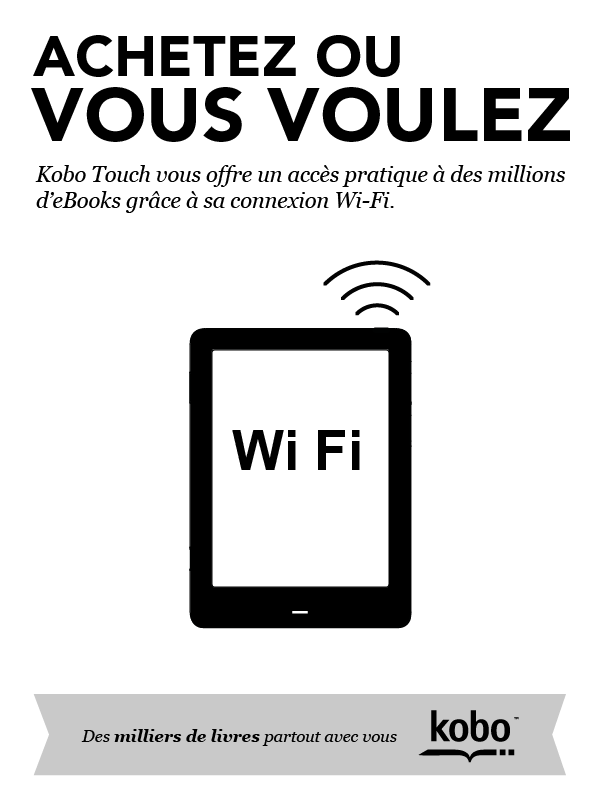 ACHETEZ OU
VOUS VOULEZ
Kobo Touch vous offre un accès pratique à des millions
d'eBooks grâce à sa connexion Wi-Fi.
Wi Fi
Des milliers de livres partout avec vous
kobo™